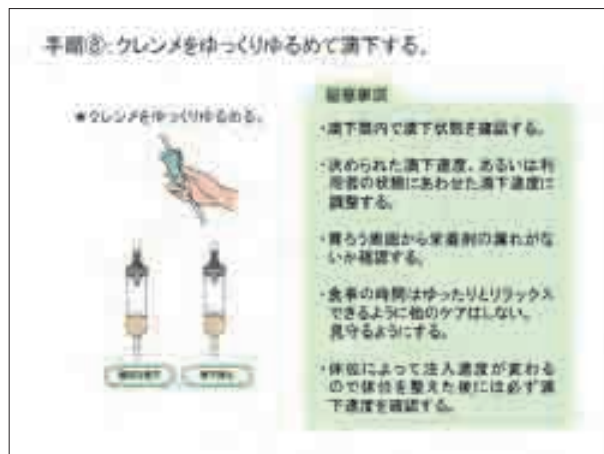 手順⑧:クレンメをゆっくりゆるめて滴下する。
★クレンメをゆっくりゆるめる。
留意事項
・滴下筒内で滴下状態を確認する。
・決められた滴下速度、あるいは利
用者の状態にあわせた滴下速度に
調整する。
・胃ろう周囲から栄養剤の漏れがな
いか確認する。
・食事の時間はゆったりとリラックス
できるように他のケアはしない。
見守るようにする。
・体位によって注入速度が変わる
ので体位を整えた後には必ず滴
下速度を確認する。